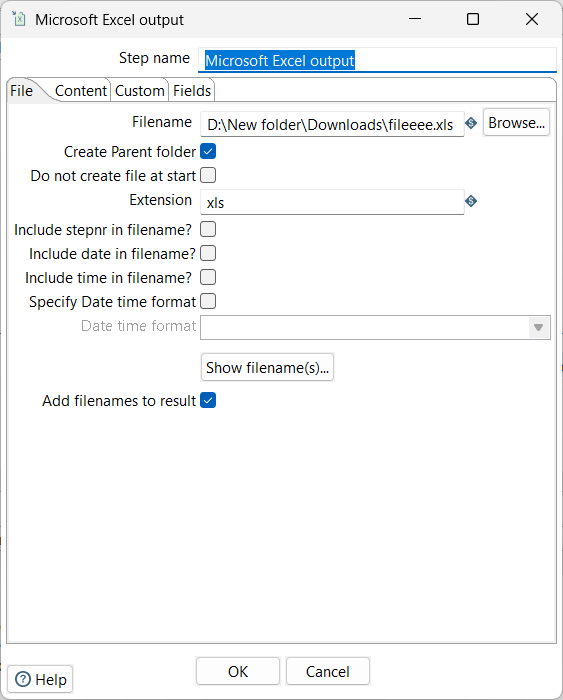 Microsoft Excel output
Step name Microsoft Excel output
File Content Custom Fields
Filename D:\New folder\Downloads\fileeee.xls Browse...
Create Parent folder
Do not create file at start
Extension xls
Include stepnr in filename?
Include date in filename?
Include time in filename?
Specify Date time format
Date time format
Show filename(s)...
Add filenames to result
Help OK Cancel